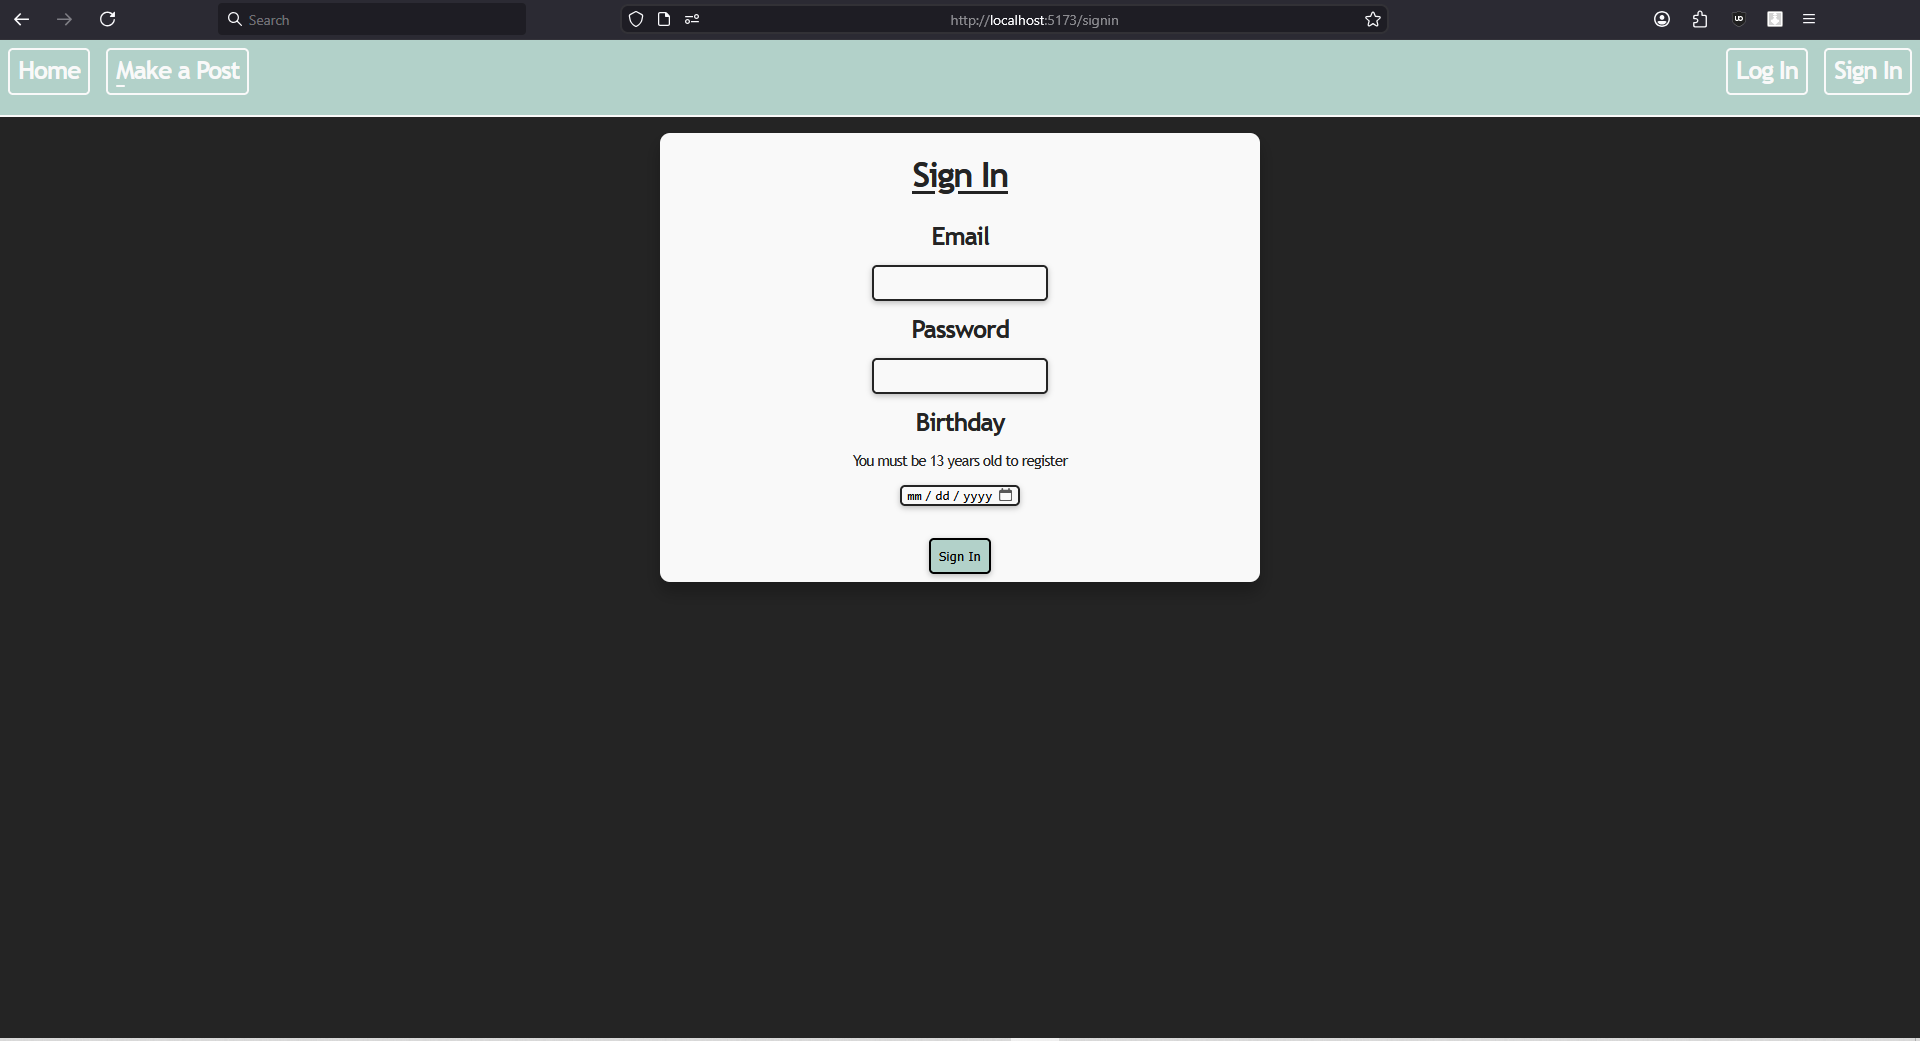 Search
http://localhost:5173/signin
Home
Make a Post
Log In
Sign In
Sign In
Email
Password
Birthday
You must be 13 years old to register
mm / dd / yyyy
Sign In